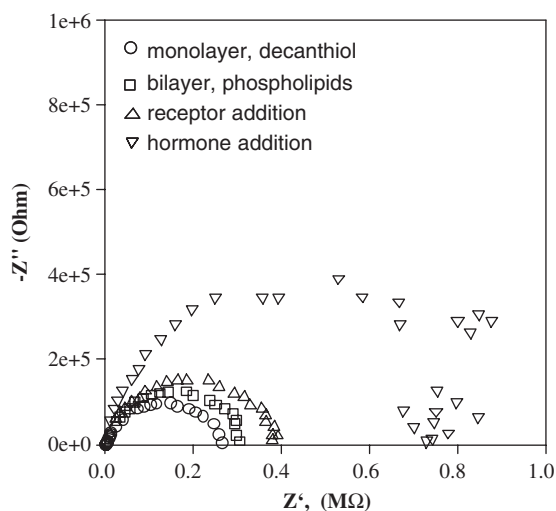 1e+6
monolayer, decanthiol
bilayer, phospholipids
receptor addition
hormone addition
8e+5
6e+5
4e+5
2e+5
0e+0
-Z'' (Ohm)
0.0 0.2 0.4 0.6 0.8 1.0
Z‘, (MΩ)